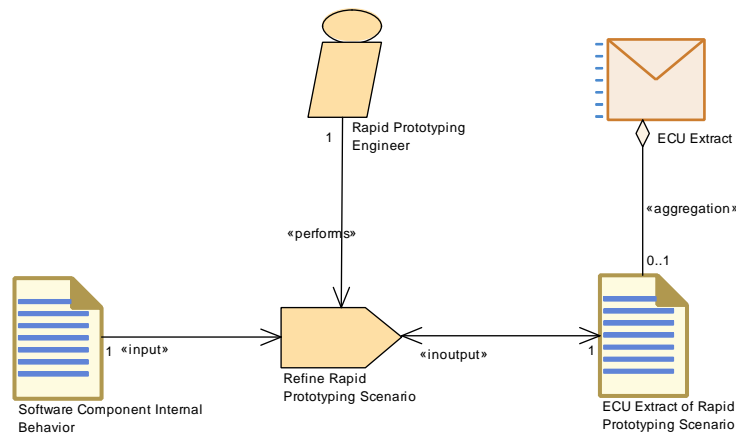 Rapid Prototyping
Engineer
1
ECU Extract
«aggregation»
«performs»
0..1
1
«input»
«inoutput»
1
Refine Rapid
Prototyping Scenario
Software Component Internal
Behavior
ECU Extract of Rapid
Prototyping Scenario